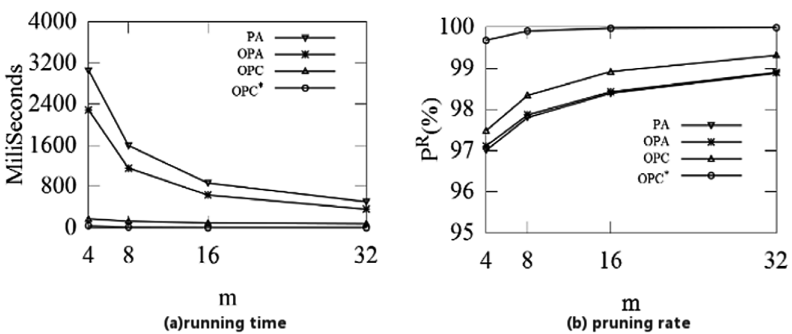 4000
3200
2400
1600
800
0
MiliSeconds
PA
OPA
OPC
OPC*
4 8 16 32
m
(a)running time
100
99
98
97
96
95
PR(%)
PA
OPA
OPC
OPC*
4 8 16 32
m
(b) pruning rate